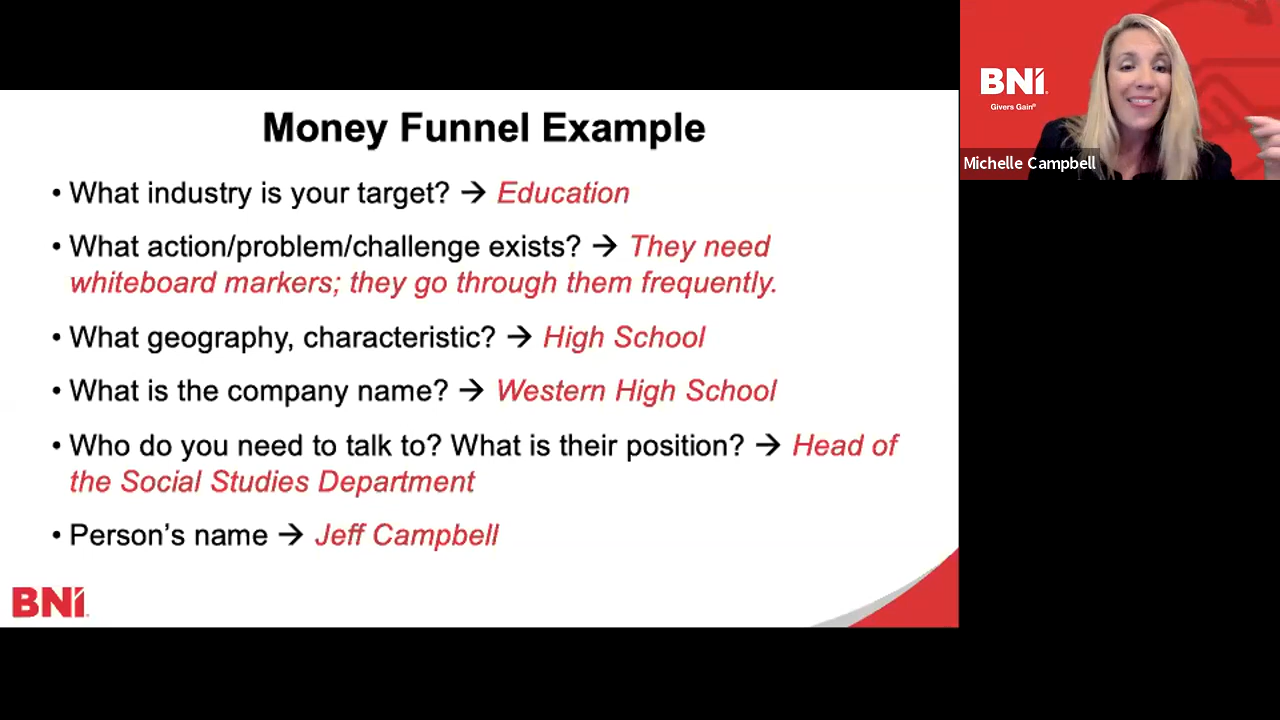 Money Funnel Example
• What industry is your target? → Education
• What action/problem/challenge exists? → They need
whiteboard markers; they go through them frequently.
• What geography, characteristic? → High School
• What is the company name? → Western High School
• Who do you need to talk to? What is their position? → Head of
the Social Studies Department
• Person’s name → Jeff Campbell
BNI
BNI
Givers Gain®
Michelle Campbell